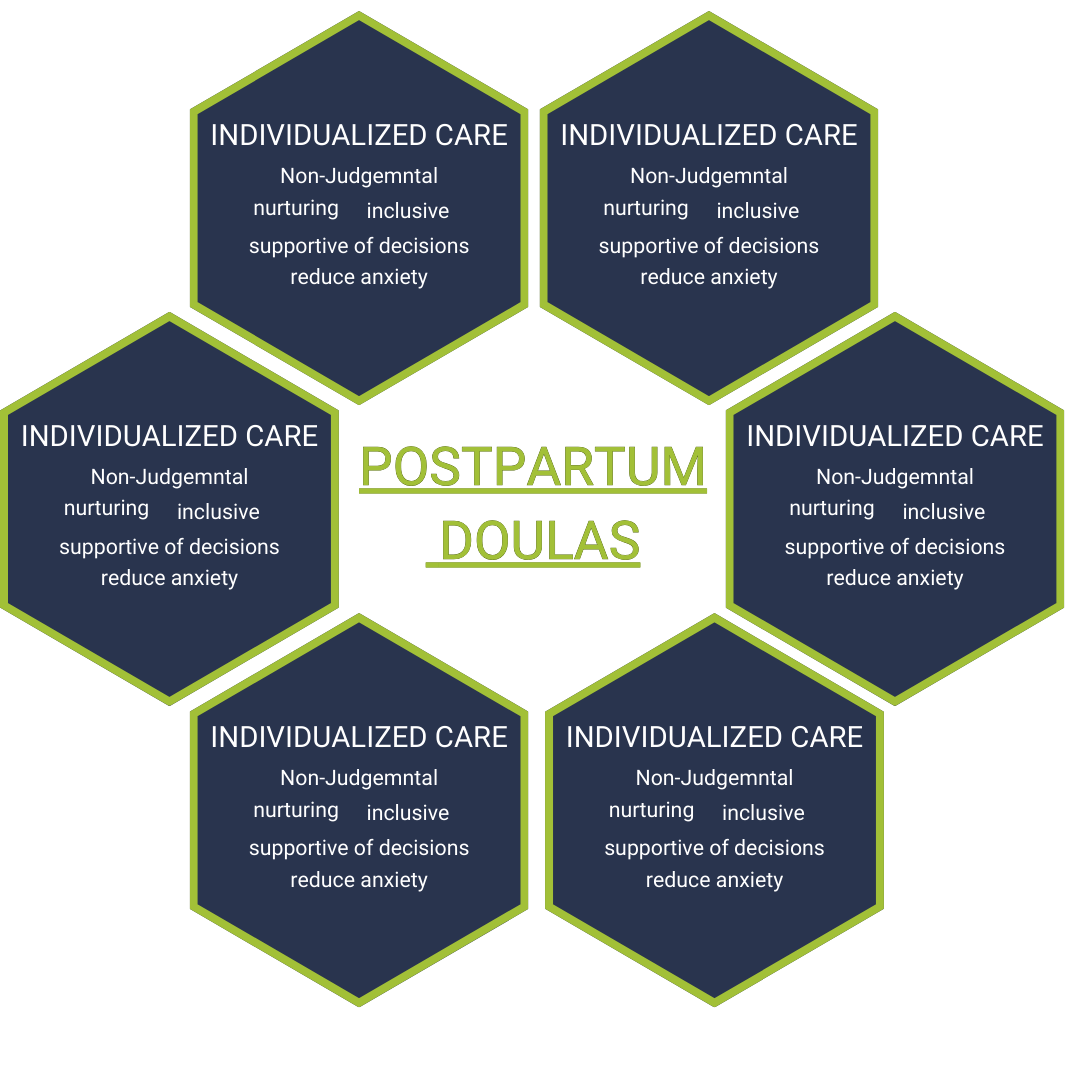 INDIVIDUALIZED CARE
Non-Judgemntal
nurturing inclusive
supportive of decisions
reduce anxiety
INDIVIDUALIZED CARE
Non-Judgemntal
nurturing inclusive
supportive of decisions
reduce anxiety
INDIVIDUALIZED CARE
Non-Judgemntal
nurturing inclusive
supportive of decisions
reduce anxiety
POSTPARTUM
DOULAS
INDIVIDUALIZED CARE
Non-Judgemntal
nurturing inclusive
supportive of decisions
reduce anxiety
INDIVIDUALIZED CARE
Non-Judgemntal
nurturing inclusive
supportive of decisions
reduce anxiety
INDIVIDUALIZED CARE
Non-Judgemntal
nurturing inclusive
supportive of decisions
reduce anxiety